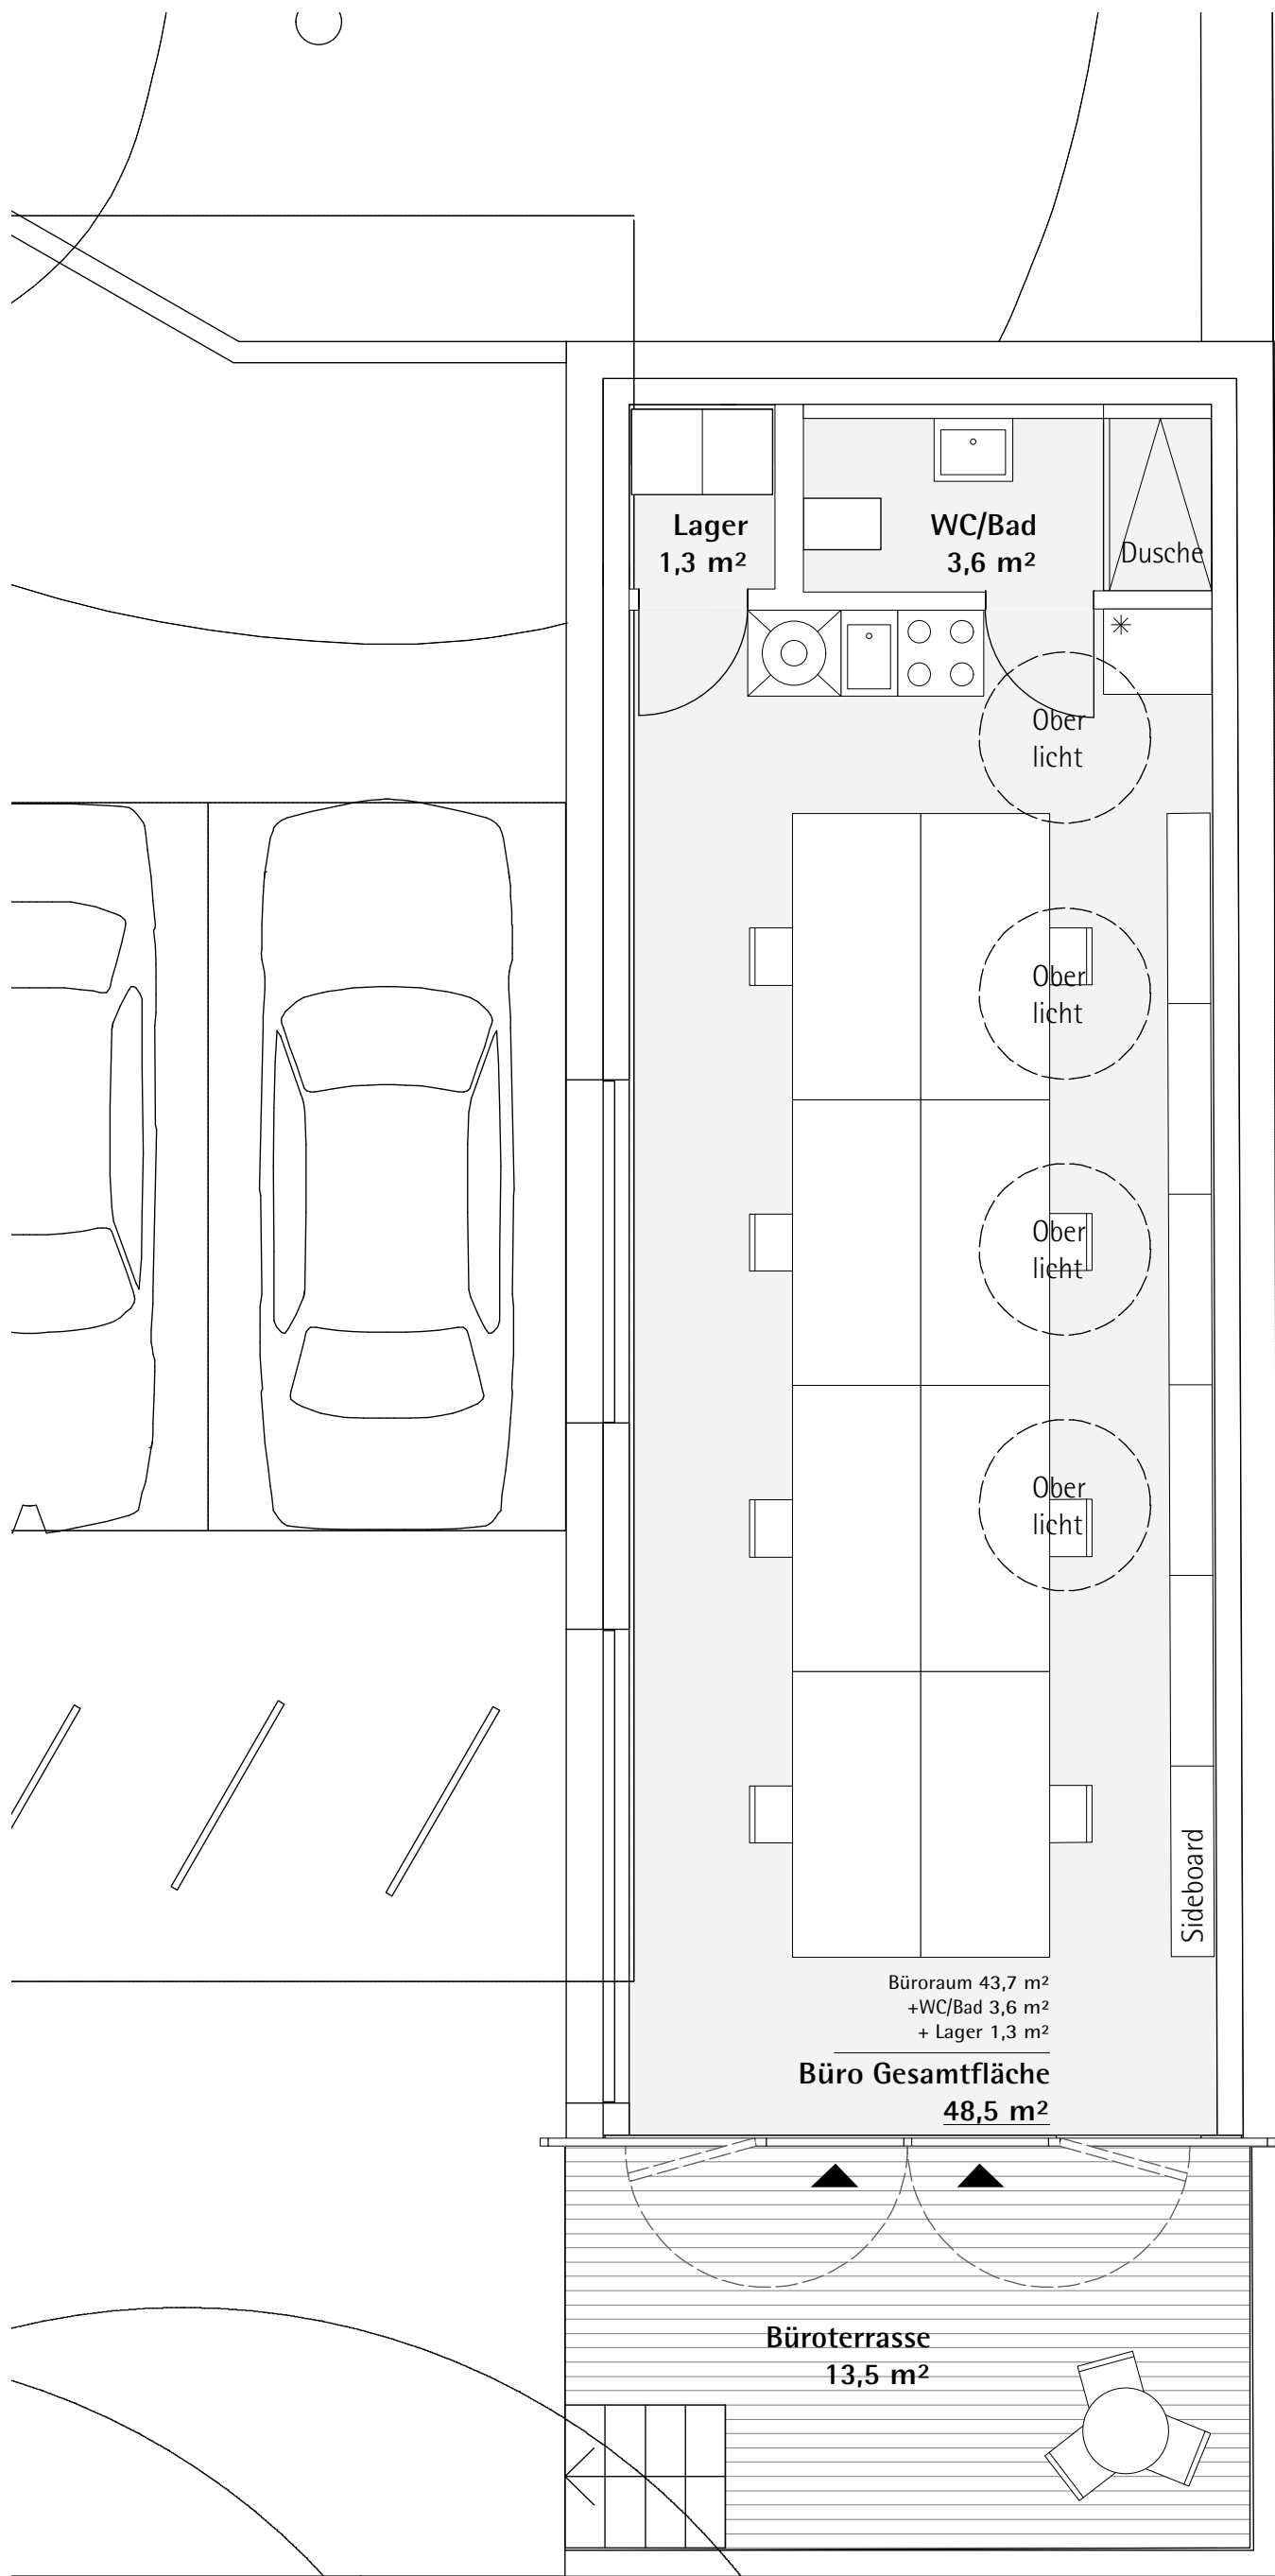 Lager
1,3 m²
WC/Bad
3,6 m²
Dusche
Ober
licht
Ober
licht
Ober
licht
Ober
licht
Sideboard
Büroraum 43,7 m²
+WC/Bad 3,6 m²
+ Lager 1,3 m²
Büro Gesamtfläche
48,5 m²
Büroterrasse
13,5 m²